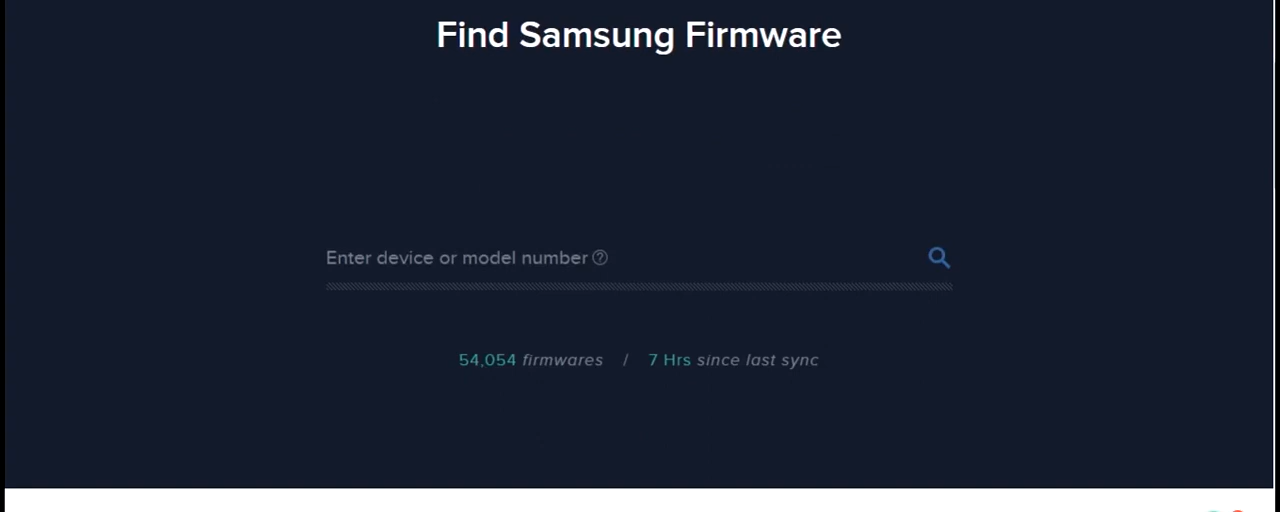 Find Samsung Firmware
Enter device or model number ?
54,054 firmwares / 7 Hrs since last sync